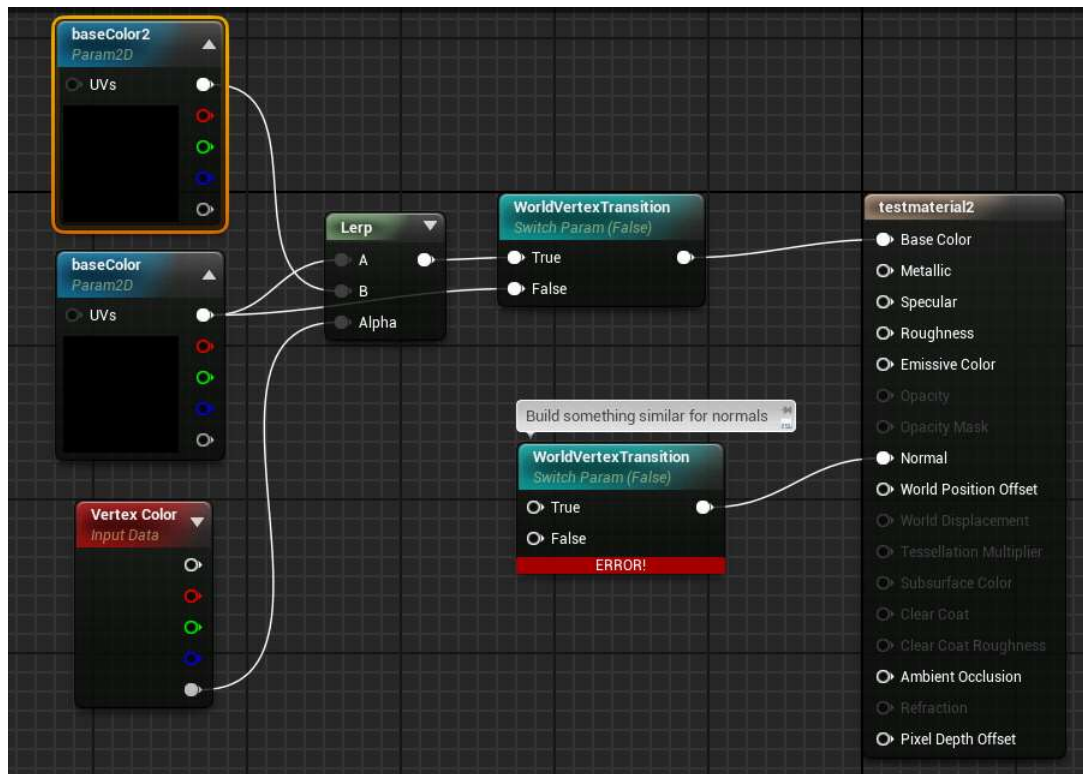 baseColor2
Param2D
UVs
baseColor
Param2D
UVs
Vertex Color
Input Data
Lerp
A
B
Alpha
WorldVertexTransition
Switch Param (False)
True
False
Build something similar for normals
WorldVertexTransition
Switch Param (False)
True
False
ERROR!
testmaterial2
Base Color
Metallic
Specular
Roughness
Emissive Color
Opacity
Opacity Mask
Normal
World Position Offset
World Displacement
Tessellation Multiplier
Subsurface Color
Clear Coat
Clear Coat Roughness
Ambient Occlusion
Refraction
Pixel Depth Offset